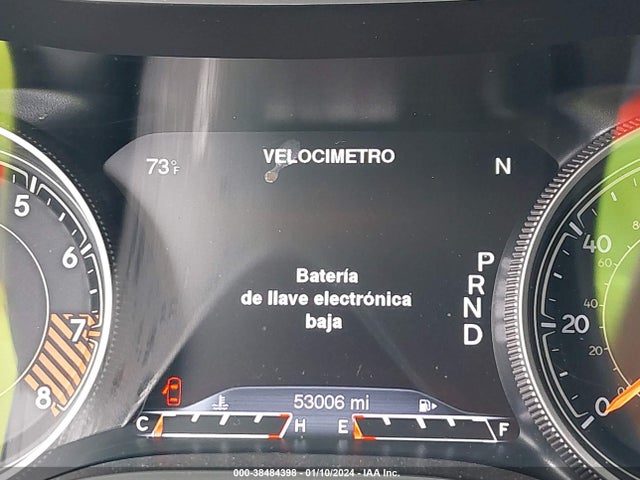 73°F VELOCIMETRO N
5
6
7
8
Batería
de llave electrónica
baja
P
R
N
D
40
20
0
53006 mi
C H E F
000-38484398 - 01/10/2024 - IAA Inc.